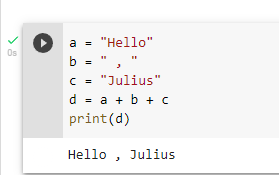 a = "Hello"
0s
b = " , "
c = "Julius"
d = a + b + c
print(d)
Hello , Julius